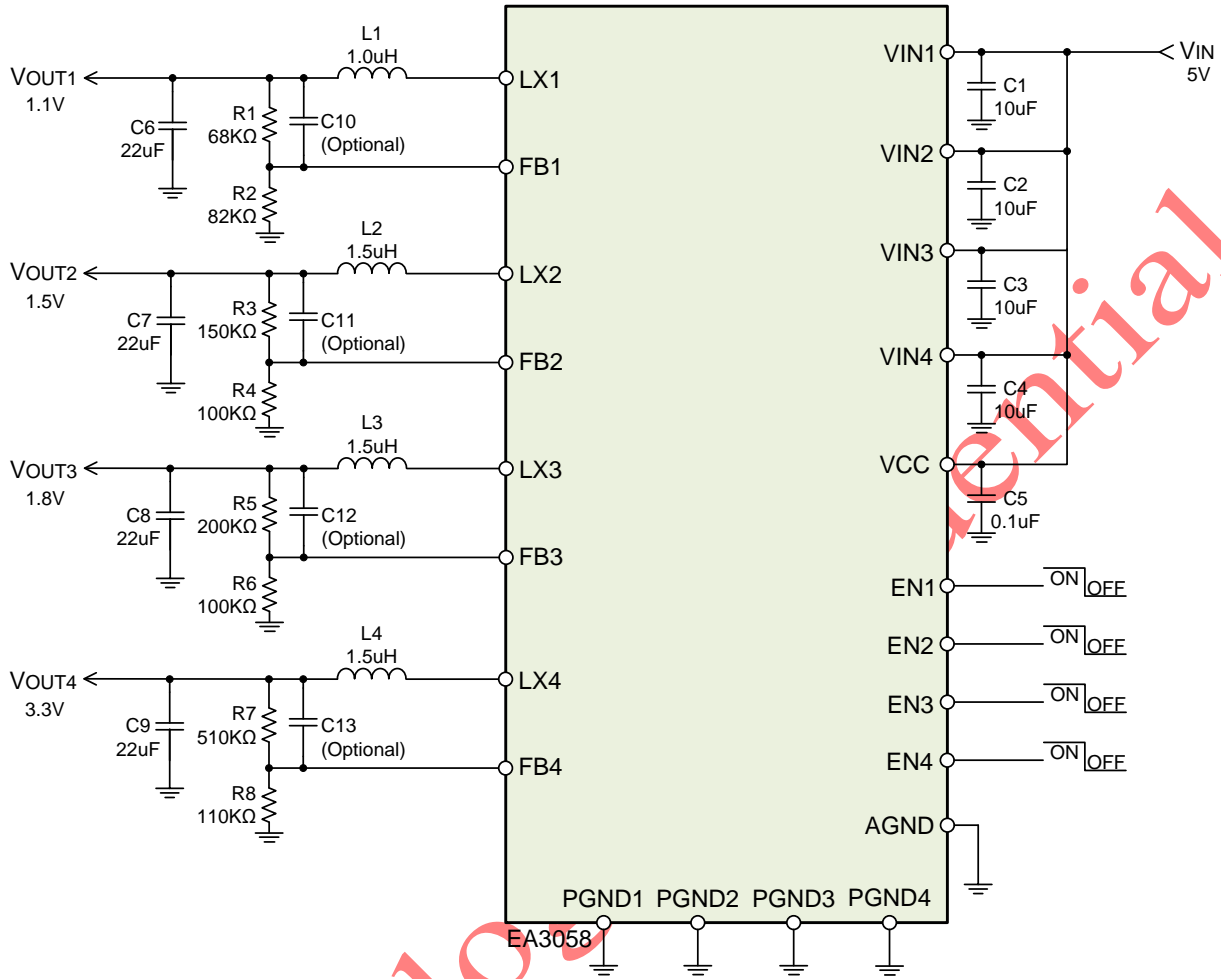 L1
1.0uH
VOUT1
1.1V
LX1
C6
22uF
R1
68KΩ
C10
(Optional)
FB1
R2
82KΩ
L2
1.5uH
VOUT2
1.5V
LX2
C7
22uF
R3
150KΩ
C11
(Optional)
FB2
R4
100KΩ
L3
1.5uH
VOUT3
1.8V
LX3
C8
22uF
R5
200KΩ
C12
(Optional)
FB3
R6
100KΩ
L4
1.5uH
VOUT4
3.3V
LX4
C9
22uF
R7
510KΩ
C13
(Optional)
FB4
R8
110KΩ
VIN1
VIN
5V
C1
10uF
VIN2
C2
10uF
VIN3
C3
10uF
VIN4
C4
10uF
VCC
C5
0.1uF
EN1
ON
OFF
EN2
ON
OFF
EN3
ON
OFF
EN4
ON
OFF
AGND
PGND1 PGND2 PGND3 PGND4
EA3058